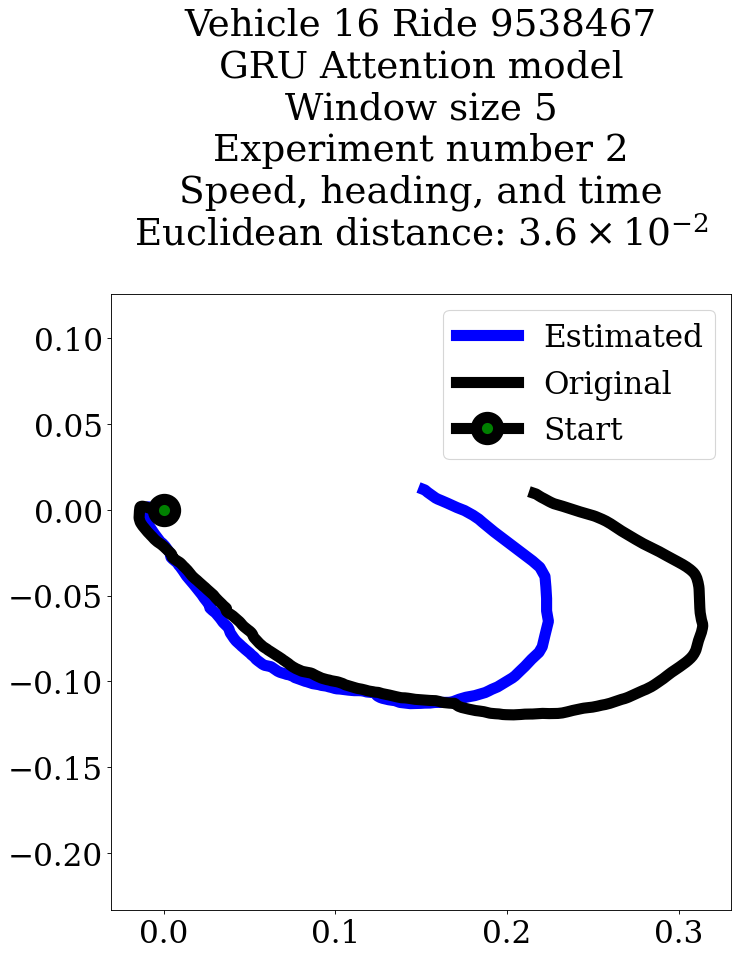 Vehicle 16 Ride 9538467
GRU Attention model
Window size 5
Experiment number 2
Speed, heading, and time
Euclidean distance: 3.6 × 10⁻²
Estimated
Original
Start
0.10
0.05
0.00
−0.05
−0.10
−0.15
−0.20
0.0 0.1 0.2 0.3